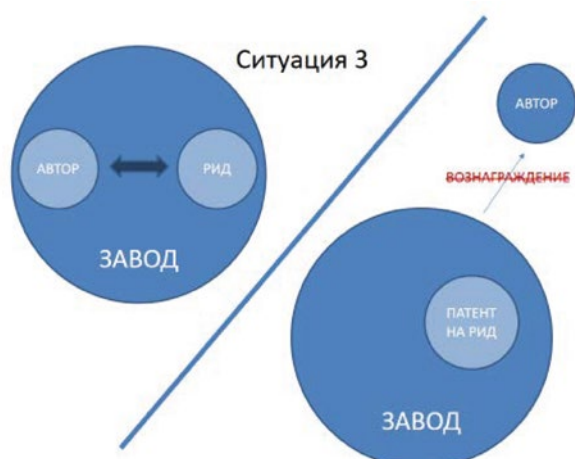 Ситуация 3
АВТОР
РИД
ЗАВОД
АВТОР
ВОЗНАГРАЖДЕНИЕ
ПАТЕНТ
НА РИД
ЗАВОД